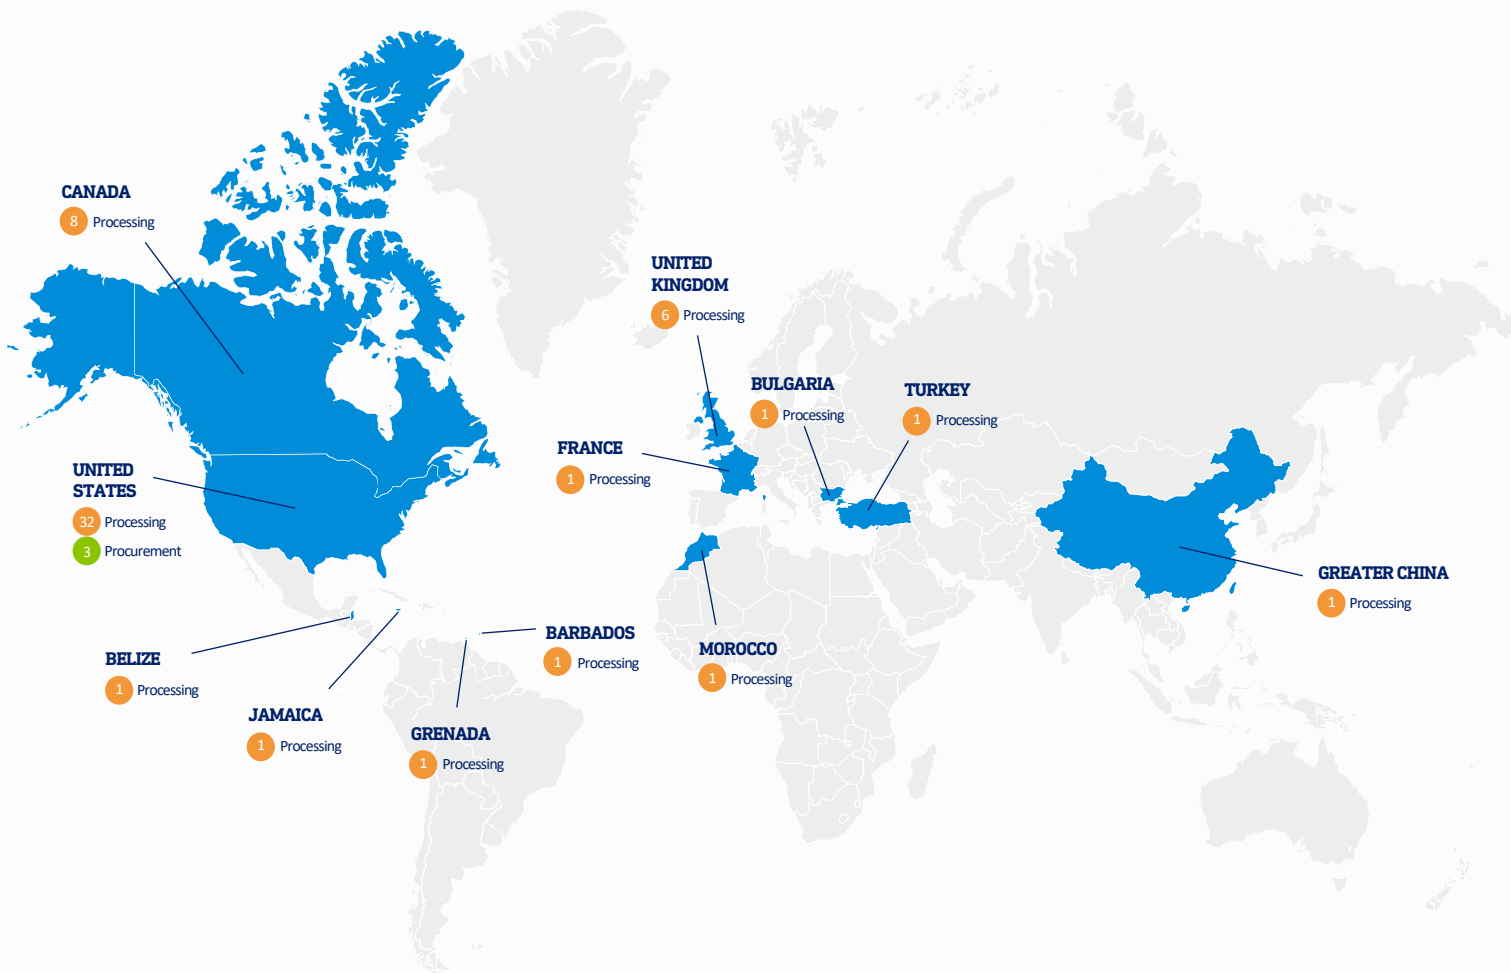 CANADA
8 Processing
UNITED
STATES
32 Processing
3 Procurement
BELIZE
1 Processing
JAMAICA
1 Processing
GRENADA
1 Processing
BARBADOS
1 Processing
UNITED
KINGDOM
6 Processing
FRANCE
1 Processing
BULGARIA
1 Processing
TURKEY
1 Processing
MOROCCO
1 Processing
GREATER CHINA
1 Processing